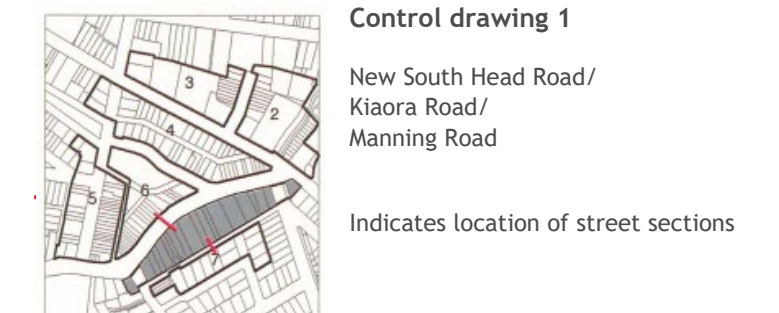 Control drawing 1
New South Head Road/
Kiaora Road/
Manning Road
Indicates location of street sections
3
2
4
5
6
7